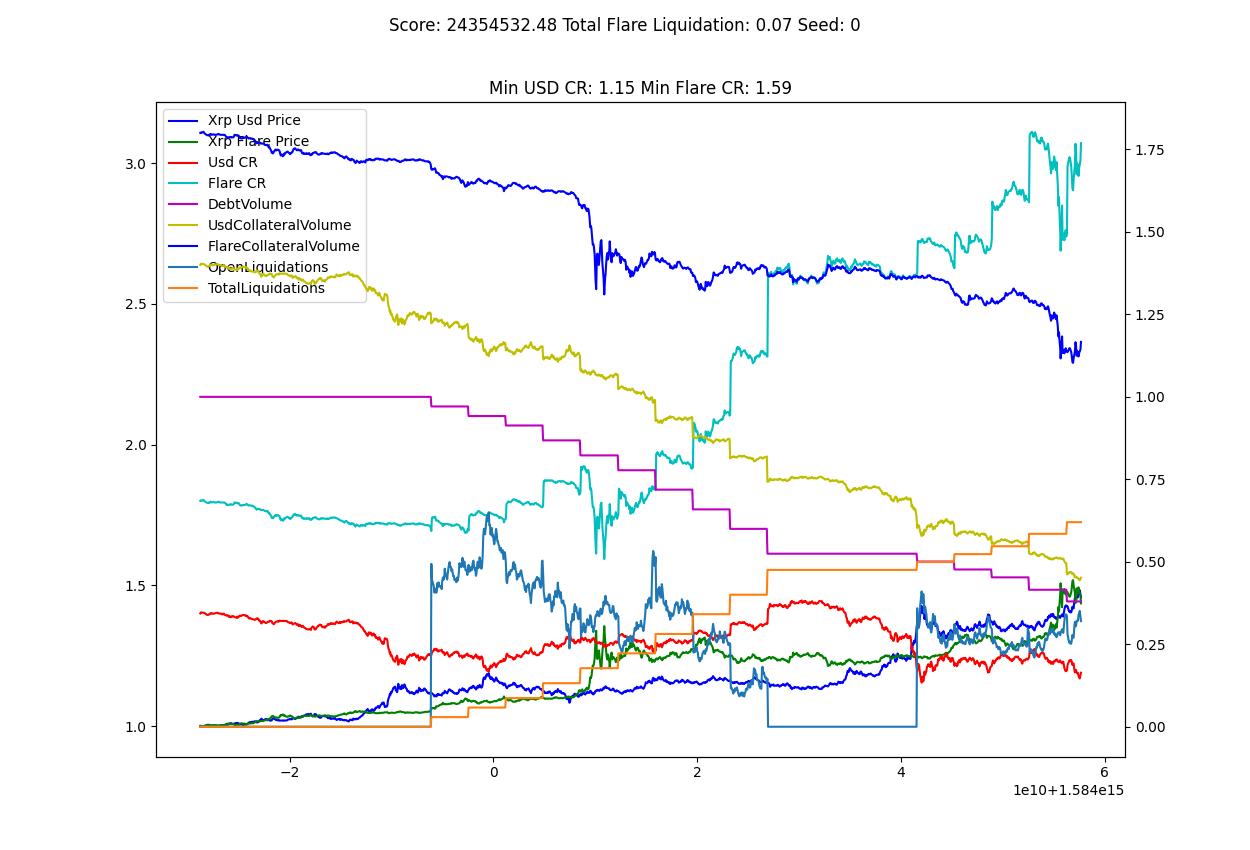 Score: 24354532.48 Total Flare Liquidation: 0.07 Seed: 0
Min USD CR: 1.15 Min Flare CR: 1.59
Xrp Usd Price
Xrp Flare Price
Usd CR
Flare CR
DebtVolume
UsdCollateralVolume
FlareCollateralVolume
OpenLiquidations
TotalLiquidations
3.0
2.5
2.0
1.5
1.0
1.75
1.50
1.25
1.00
0.75
0.50
0.25
0.00
−2
0
2
4
6
1e10+1.584e15